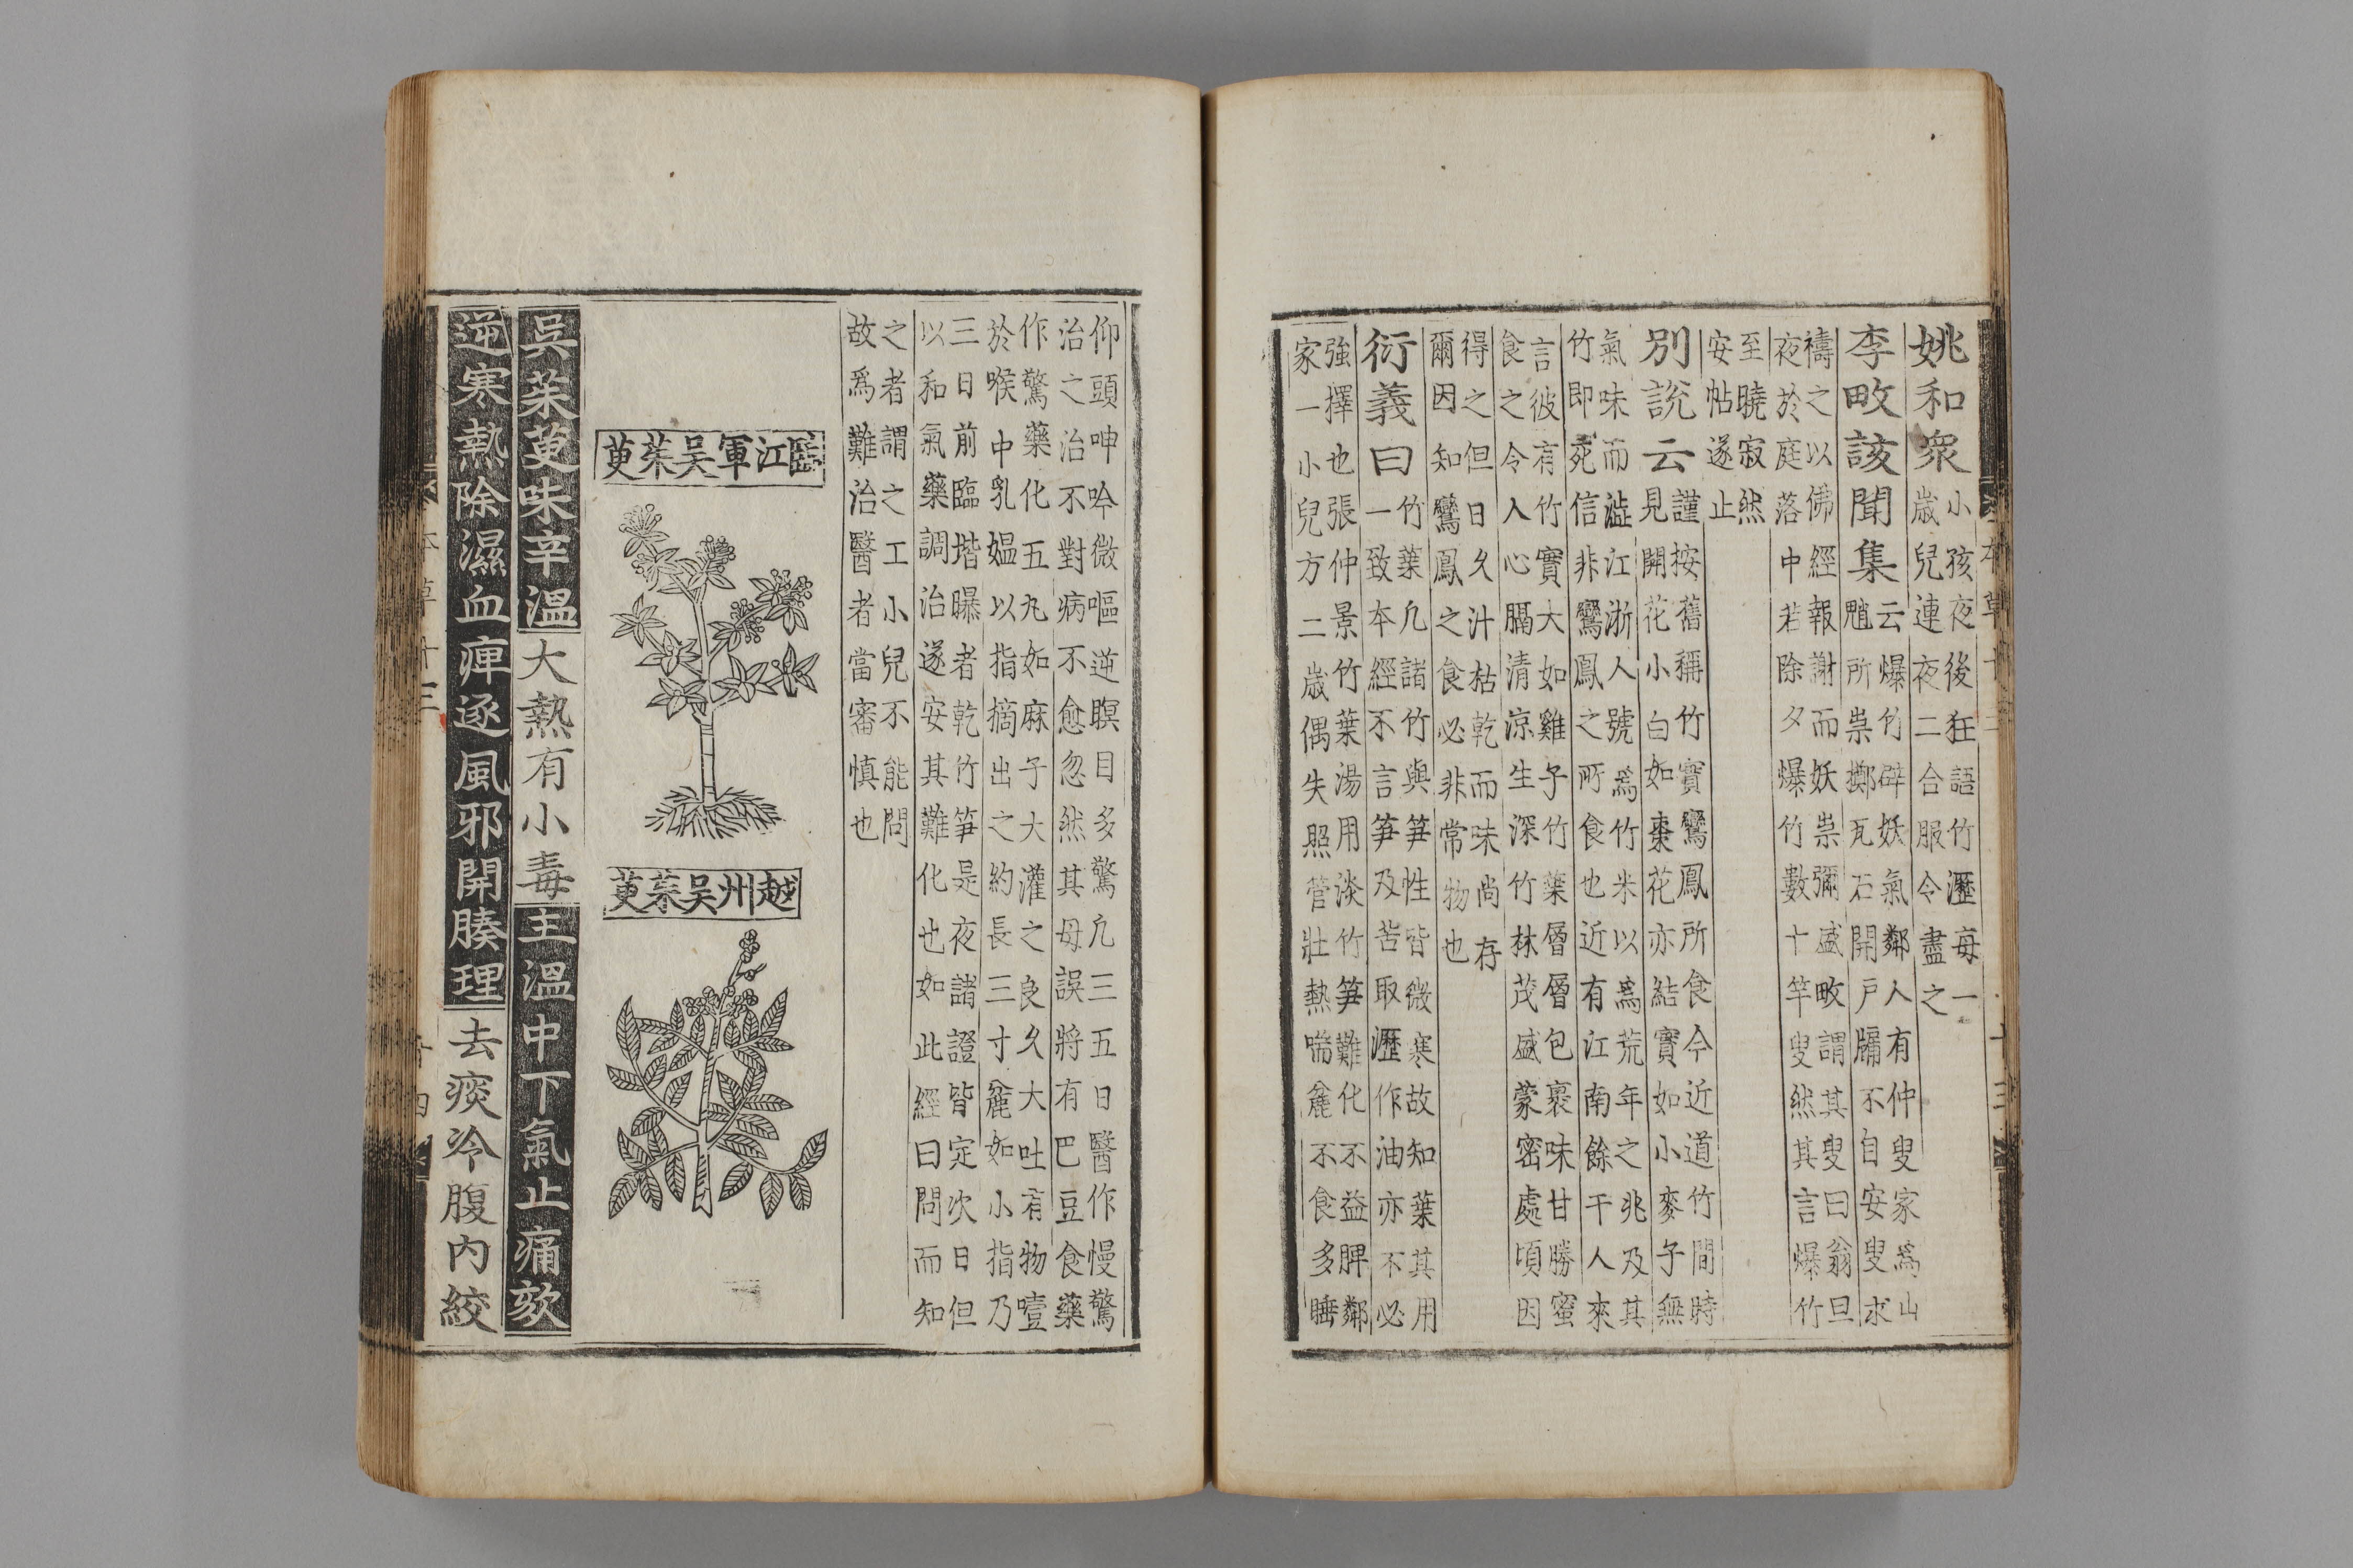 姚和衆小孩夜後狂語竹瀝每一
歲兒連夜二合服令盡之
李畋該聞集云爆竹辟妖氣鄰人有仲叟家爲山
魈所祟擲瓦石開戶牖不自安叟求
禱之以佛經報謝而妖祟彌盛畋謂其叟曰翁旦
夜於庭落中若除夕爆竹數十竿叟然其言爆竹
至曉寂然
安帖遂止
別說云謹按舊稱竹實鸞鳳所食今近道竹間時
見開花小白如棗花亦結實如小麥子無
氣味而澁江淅人號爲竹米以爲荒年之兆及其
竹即死信非鸞鳳之所食也近有江南餘干人來
言彼有竹實大如雞子竹葉層層包裹味甘勝蜜
食之令人心膈清涼生深竹林茂盛蒙密處頃因
得之但日久汁枯乾而味尚存
爾因知鸞鳳之食必非常物也
衍義曰竹葉凡諸竹與笋性皆微寒故知葉其用
一致本經不言笋及苦取瀝作油亦不必
強擇也張仲景竹葉湯用淡竹笋難化不益脾鄰
家一小兒方二歲偶失照管壯熱喘麄不食多睡
仰頭呻吟微嘔逆瞑目多驚凡三五日醫作慢驚
治之治不對病不愈忽然其母誤將有巴豆食藥
作驚藥化五丸如麻子大灌之良久大吐有物噎
於喉中乳媼以指摘出之約長三寸麄如小指乃
三日前臨堦曝者乾竹笋是夜諸證皆定次日但
以和氣藥調治遂安其難化也如此經曰問而知
之者謂之工小兒不能問
故爲難治醫者當審慎也
臨江軍吳茱萸
越州吳茱萸
吳茱萸味辛溫大熱有小毒主溫中下氣止痛欬
逆寒熱除濕血痺逐風邪開腠理去痰冷腹內絞